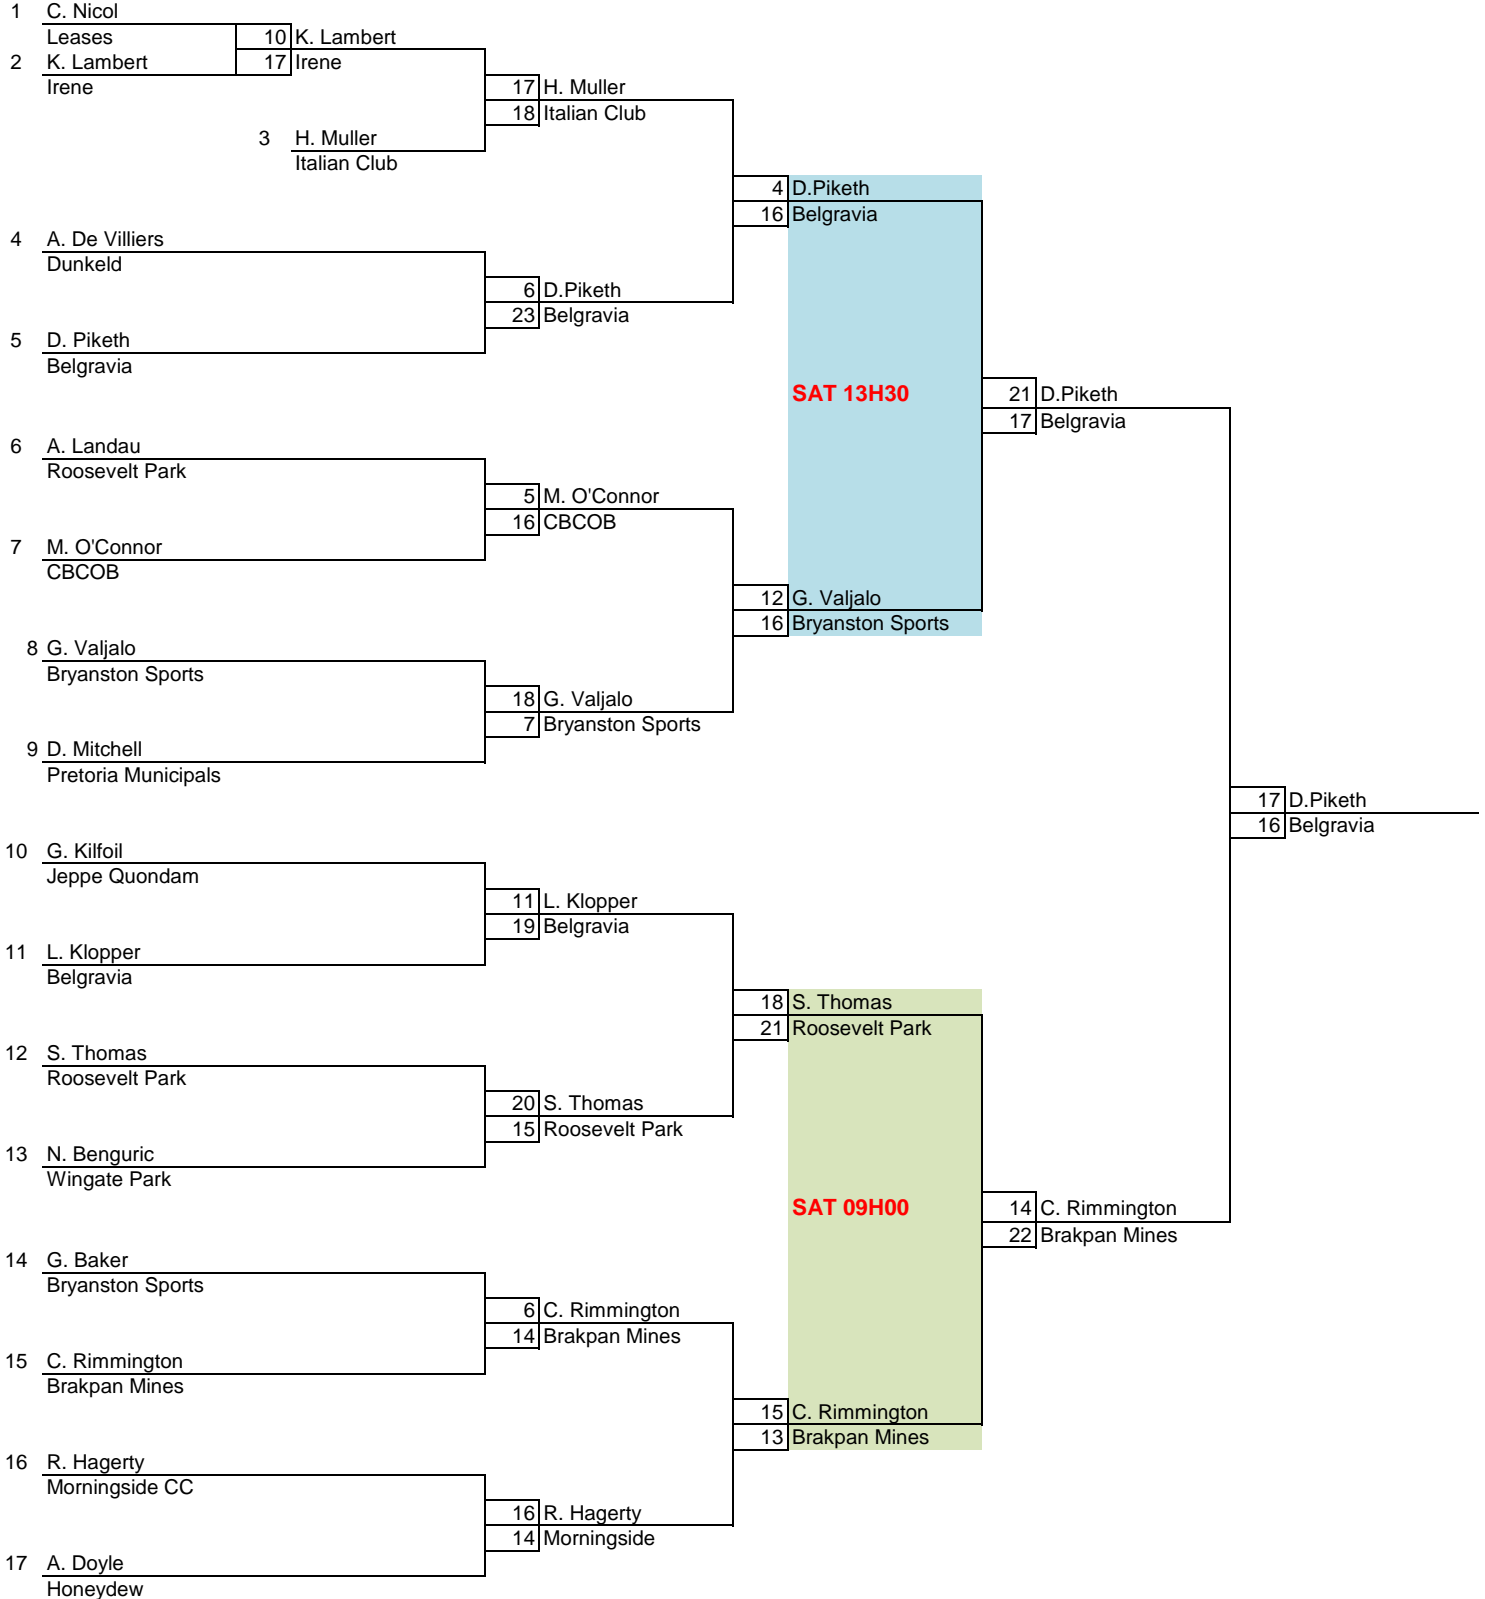 1 C. Nicol
Leases 10 K. Lambert
2 K. Lambert 17 Irene
Irene 17 H. Muller
18 Italian Club
3 H. Muller
Italian Club
4 D.Piketh
16 Belgravia
4 A. De Villiers
Dunkeld
6 D.Piketh
23 Belgravia
5 D. Piketh
Belgravia
SAT 13H30 21 D.Piketh
17 Belgravia
6 A. Landau
Roosevelt Park
5 M. O'Connor
16 CBCOB
7 M. O'Connor
CBCOB
12 G. Valjalo
16 Bryanston Sports
8 G. Valjalo
Bryanston Sports
18 G. Valjalo
7 Bryanston Sports
9 D. Mitchell
Pretoria Municipals
17 D.Piketh
16 Belgravia
10 G. Kilfoil
Jeppe Quondam
11 L. Klopper
19 Belgravia
11 L. Klopper
Belgravia
18 S. Thomas
21 Roosevelt Park
12 S. Thomas
Roosevelt Park
20 S. Thomas
15 Roosevelt Park
13 N. Benguric
Wingate Park
SAT 09H00 14 C. Rimmington
22 Brakpan Mines
14 G. Baker
Bryanston Sports
6 C. Rimmington
14 Brakpan Mines
15 C. Rimmington
Brakpan Mines
15 C. Rimmington
13 Brakpan Mines
16 R. Hagerty
Morningside CC
16 R. Hagerty
14 Morningside
17 A. Doyle
Honeydew